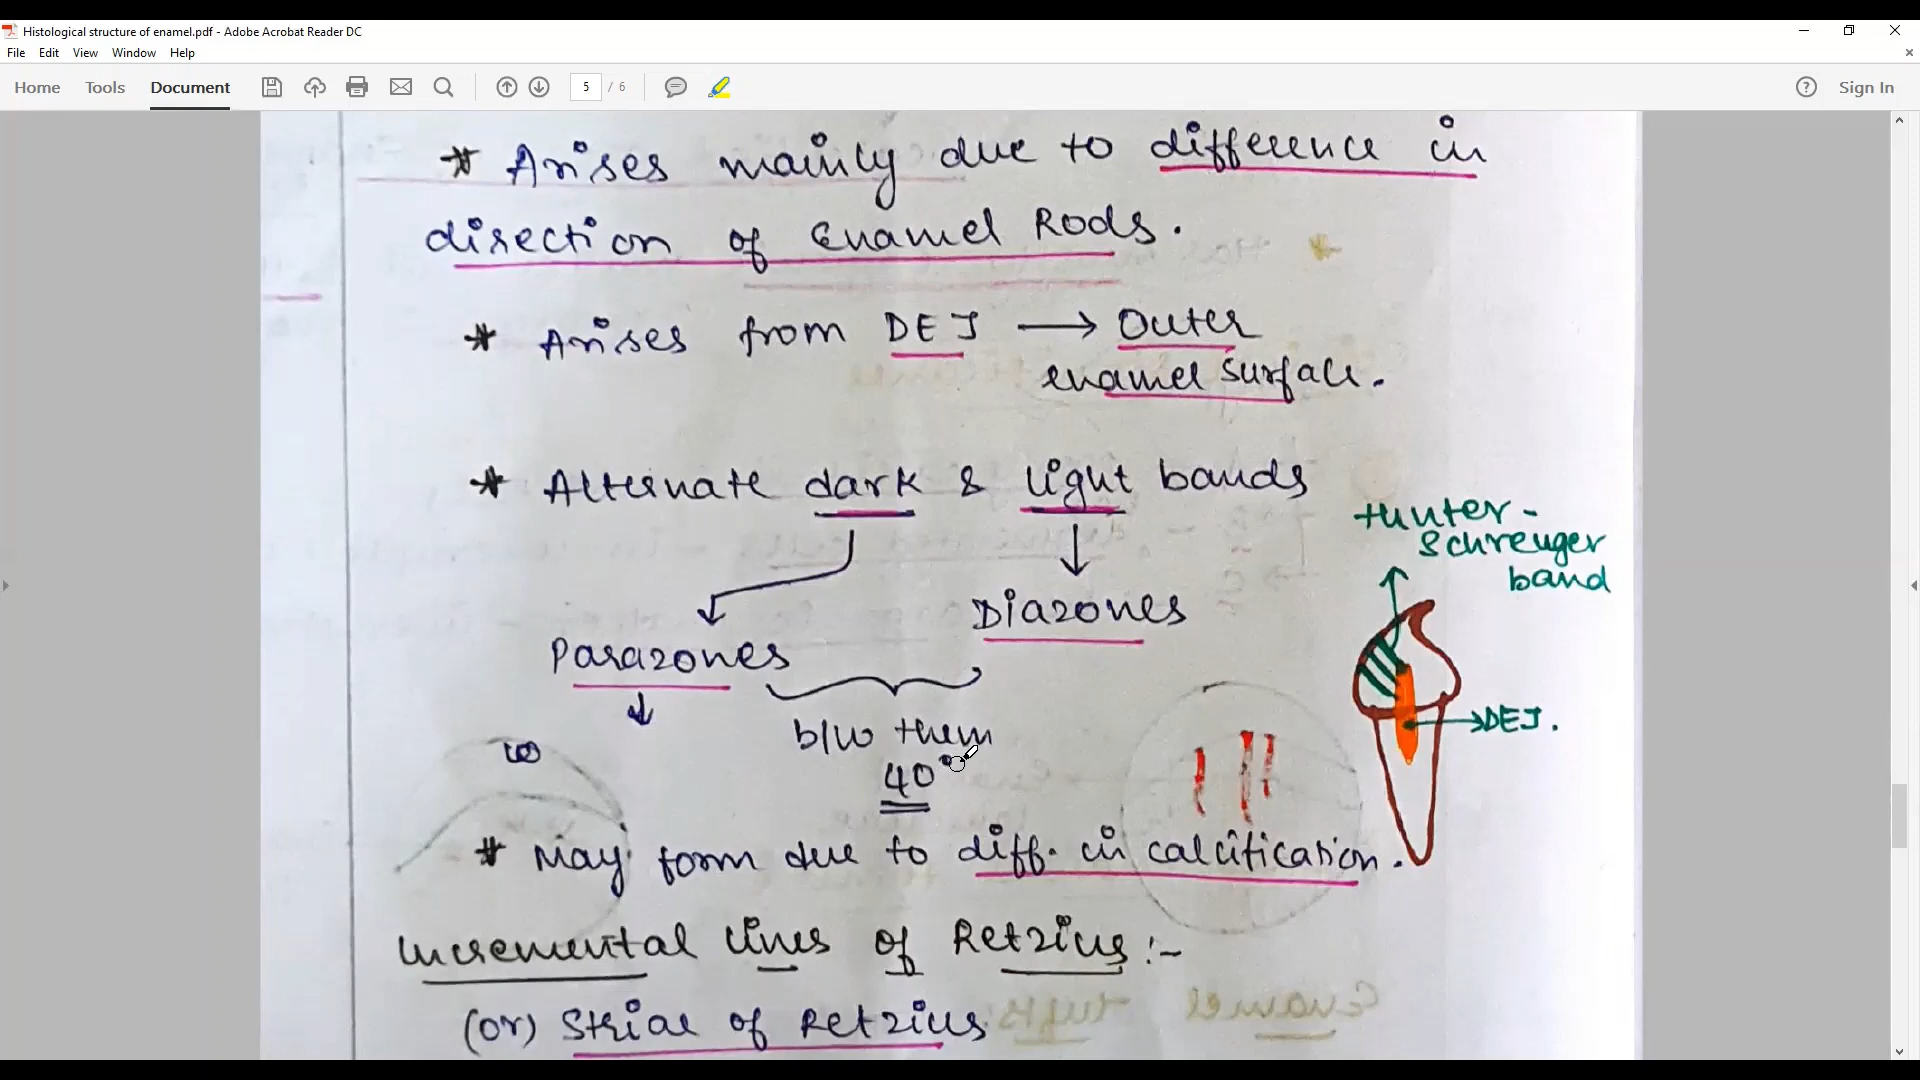 Histological structure of enamel.pdf - Adobe Acrobat Reader DC
File Edit View Window Help
Home Tools Document 5 / 6 Sign In
* Arises mainly due to difference in
direction of Enamel Rods.
* Arises from DEJ → Outer
enamel surface.
* Alternate dark & light bands
Hunter-
Schreuger
band
Diazones
Parazones
DEJ.
b/w them
40°
* May form due to diff. in calcification.
Incremental lines of Retzius :-
(or) Striae of Retzius